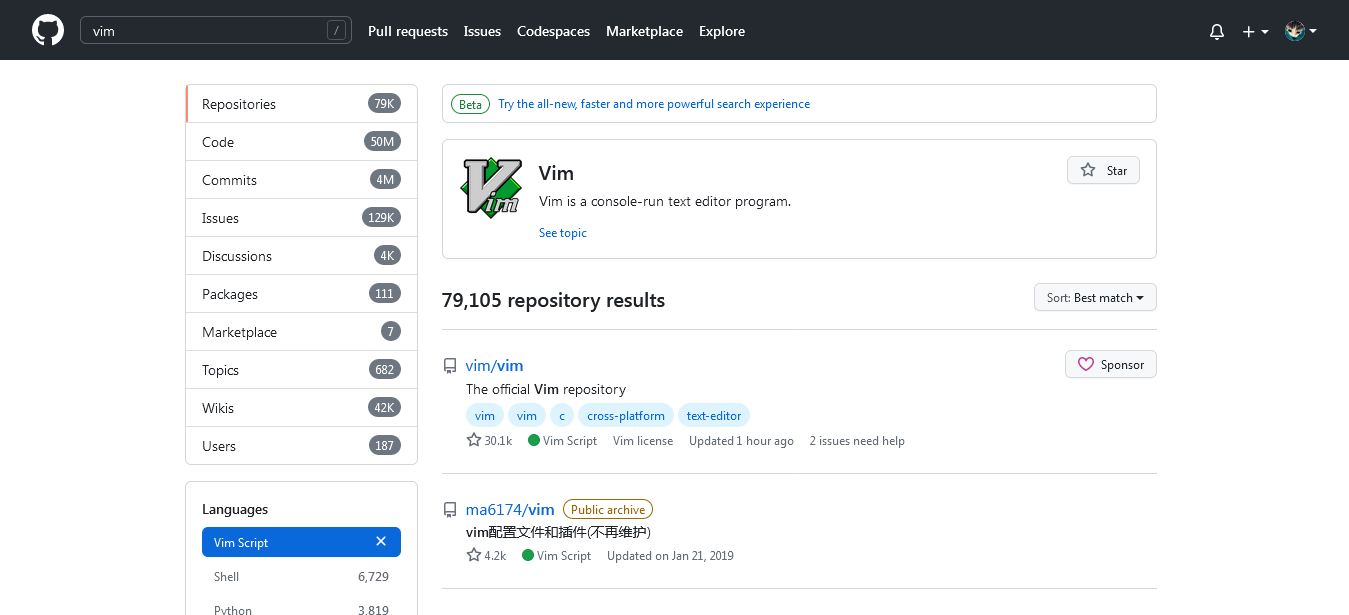 vim /
Pull requests Issues Codespaces Marketplace Explore
Repositories 79K
Code 50M
Commits 4M
Issues 129K
Discussions 4K
Packages 111
Marketplace 7
Topics 682
Wikis 42K
Users 187
Languages
Vim Script
Shell 6,729
Python 3,819
Beta Try the all-new, faster and more powerful search experience
Vim
Vim
Star
Vim is a console-run text editor program.
See topic
79,105 repository results
Sort: Best match
vim/vim
Sponsor
The official Vim repository
vim vim c cross-platform text-editor
30.1k Vim Script Vim license Updated 1 hour ago 2 issues need help
ma6174/vim Public archive
vim配置文件和插件(不再维护)
4.2k Vim Script Updated on Jan 21, 2019